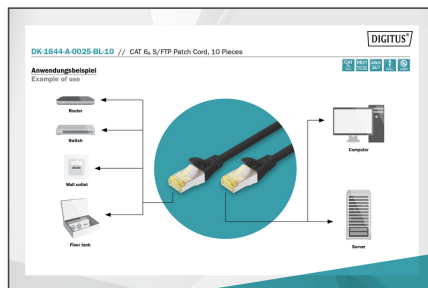 DIGITUS®
DK-1644-A-0025-BL-10 // CAT 6A S/FTP Patch Cord, 10 Pieces
Anwendungsbeispiel
Example of use
Router
Switch
Wall outlet
Floor tank
Computer
Server